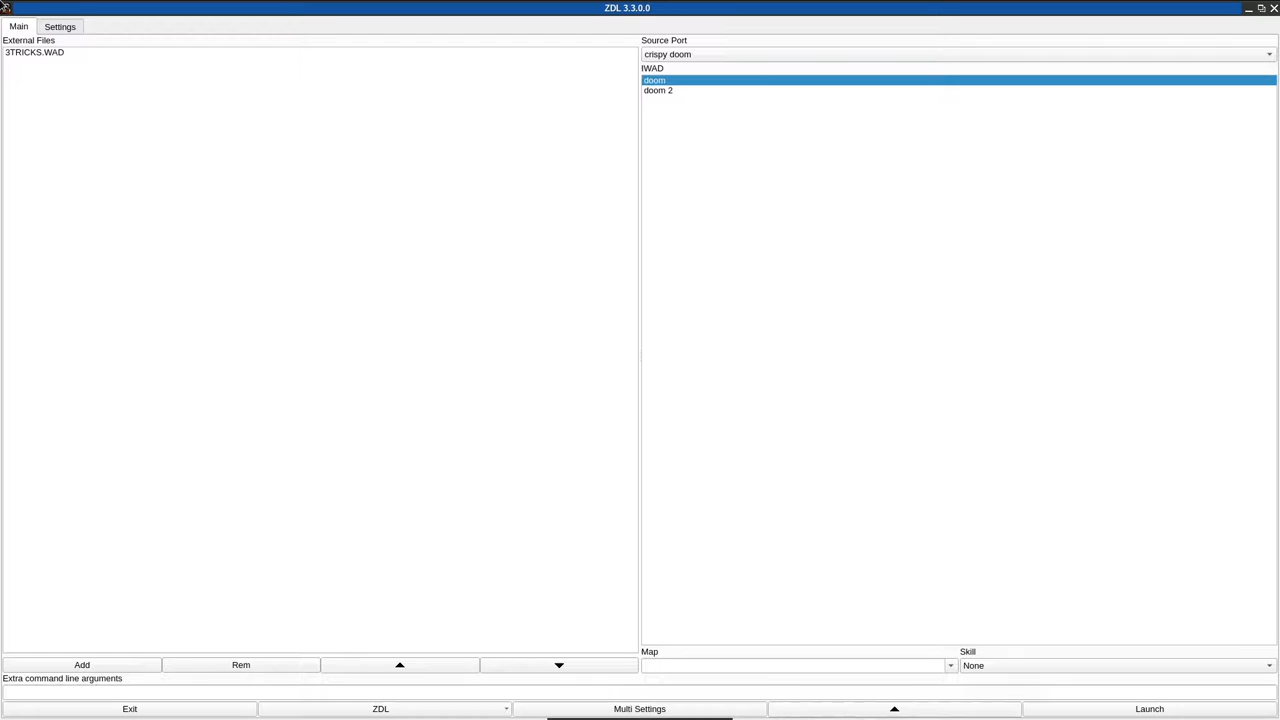 ZDL 3.3.0.0
Main
Settings
External Files
3TRICKS.WAD
Source Port
crispy doom
IWAD
doom
doom 2
Add
Rem
Map
Skill
None
Extra command line arguments
Exit
ZDL
Multi Settings
Launch